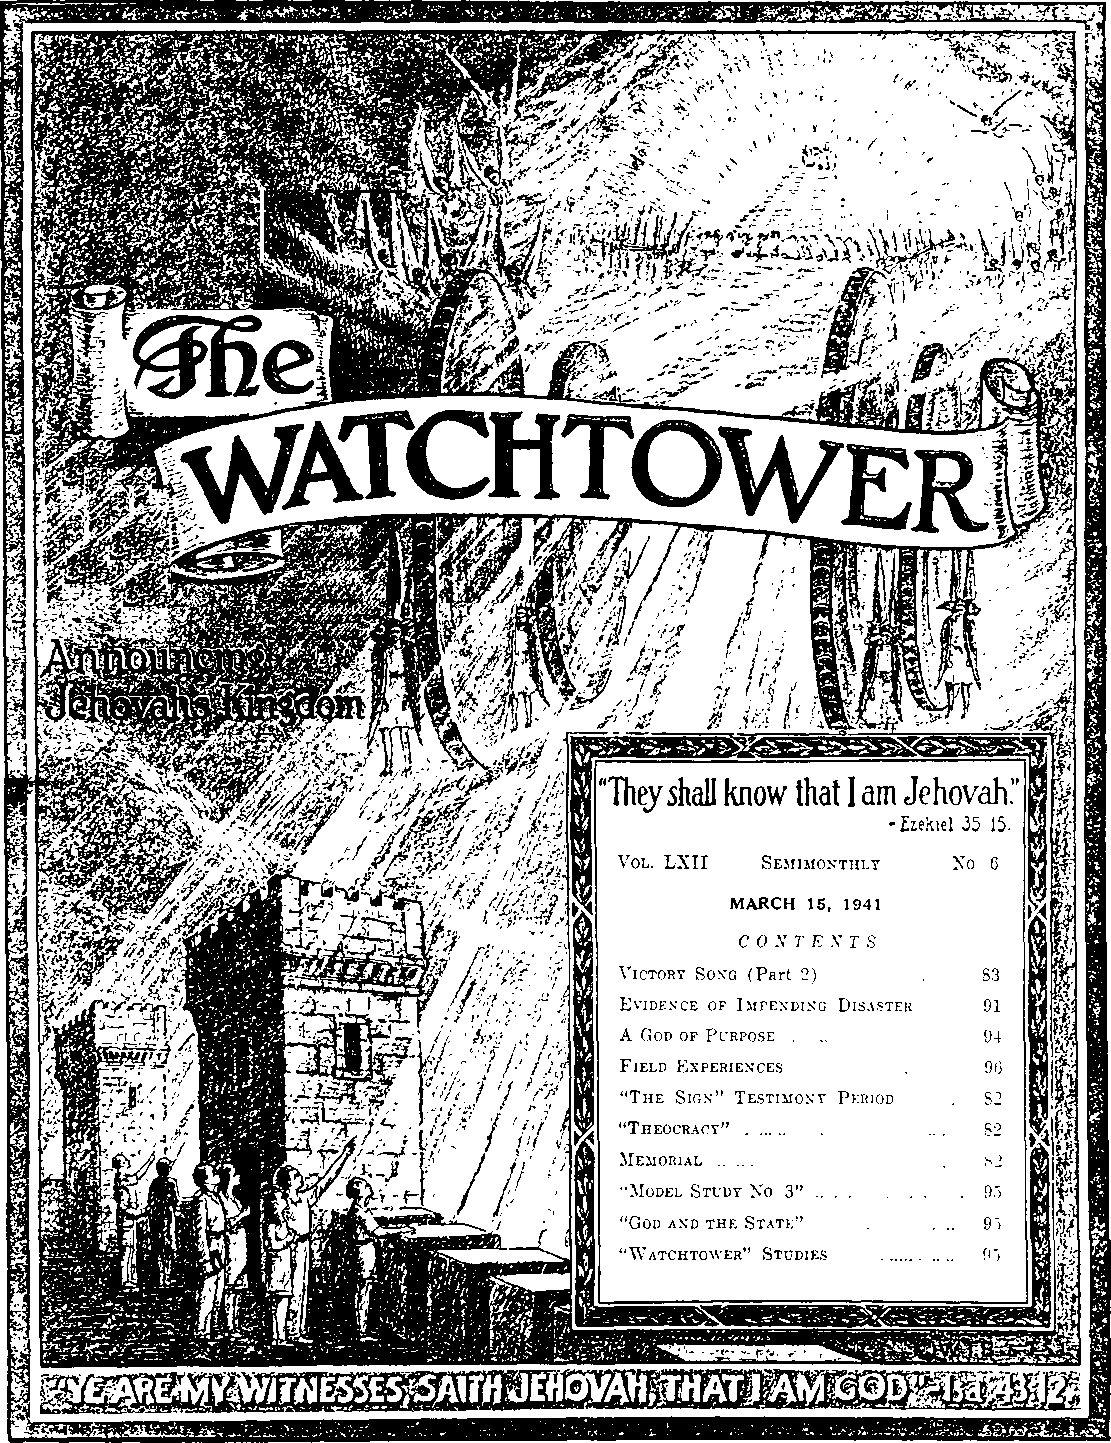 The
WATCHTOWER
Announcing
Jehovah's Kingdom
"They shall know that I am Jehovah."
-Ezekiel 35 15.
VOL. LXII SEMIMONTHLY No 6
MARCH 15, 1941
CONTENTS
VICTORY SONG (Part 2) . 83
EVIDENCE OF IMPENDING DISASTER 91
A GOD OF PURPOSE . .. 94
FIELD EXPERIENCES . 96
"THE SIGN" TESTIMONY PERIOD . 82
"THEOCRACY" . ..... . ... 82
MEMORIAL .. ... . 82
"MODEL STUDY NO 3" .. . . . . . . 95
"GOD AND THE STATE" . . .. 95
"WATCHTOWER" STUDIES ...... .. .. 95
"YE ARE MY WITNESSES, SAITH JEHOVAH, THAT I AM GOD."-Isa. 43:12